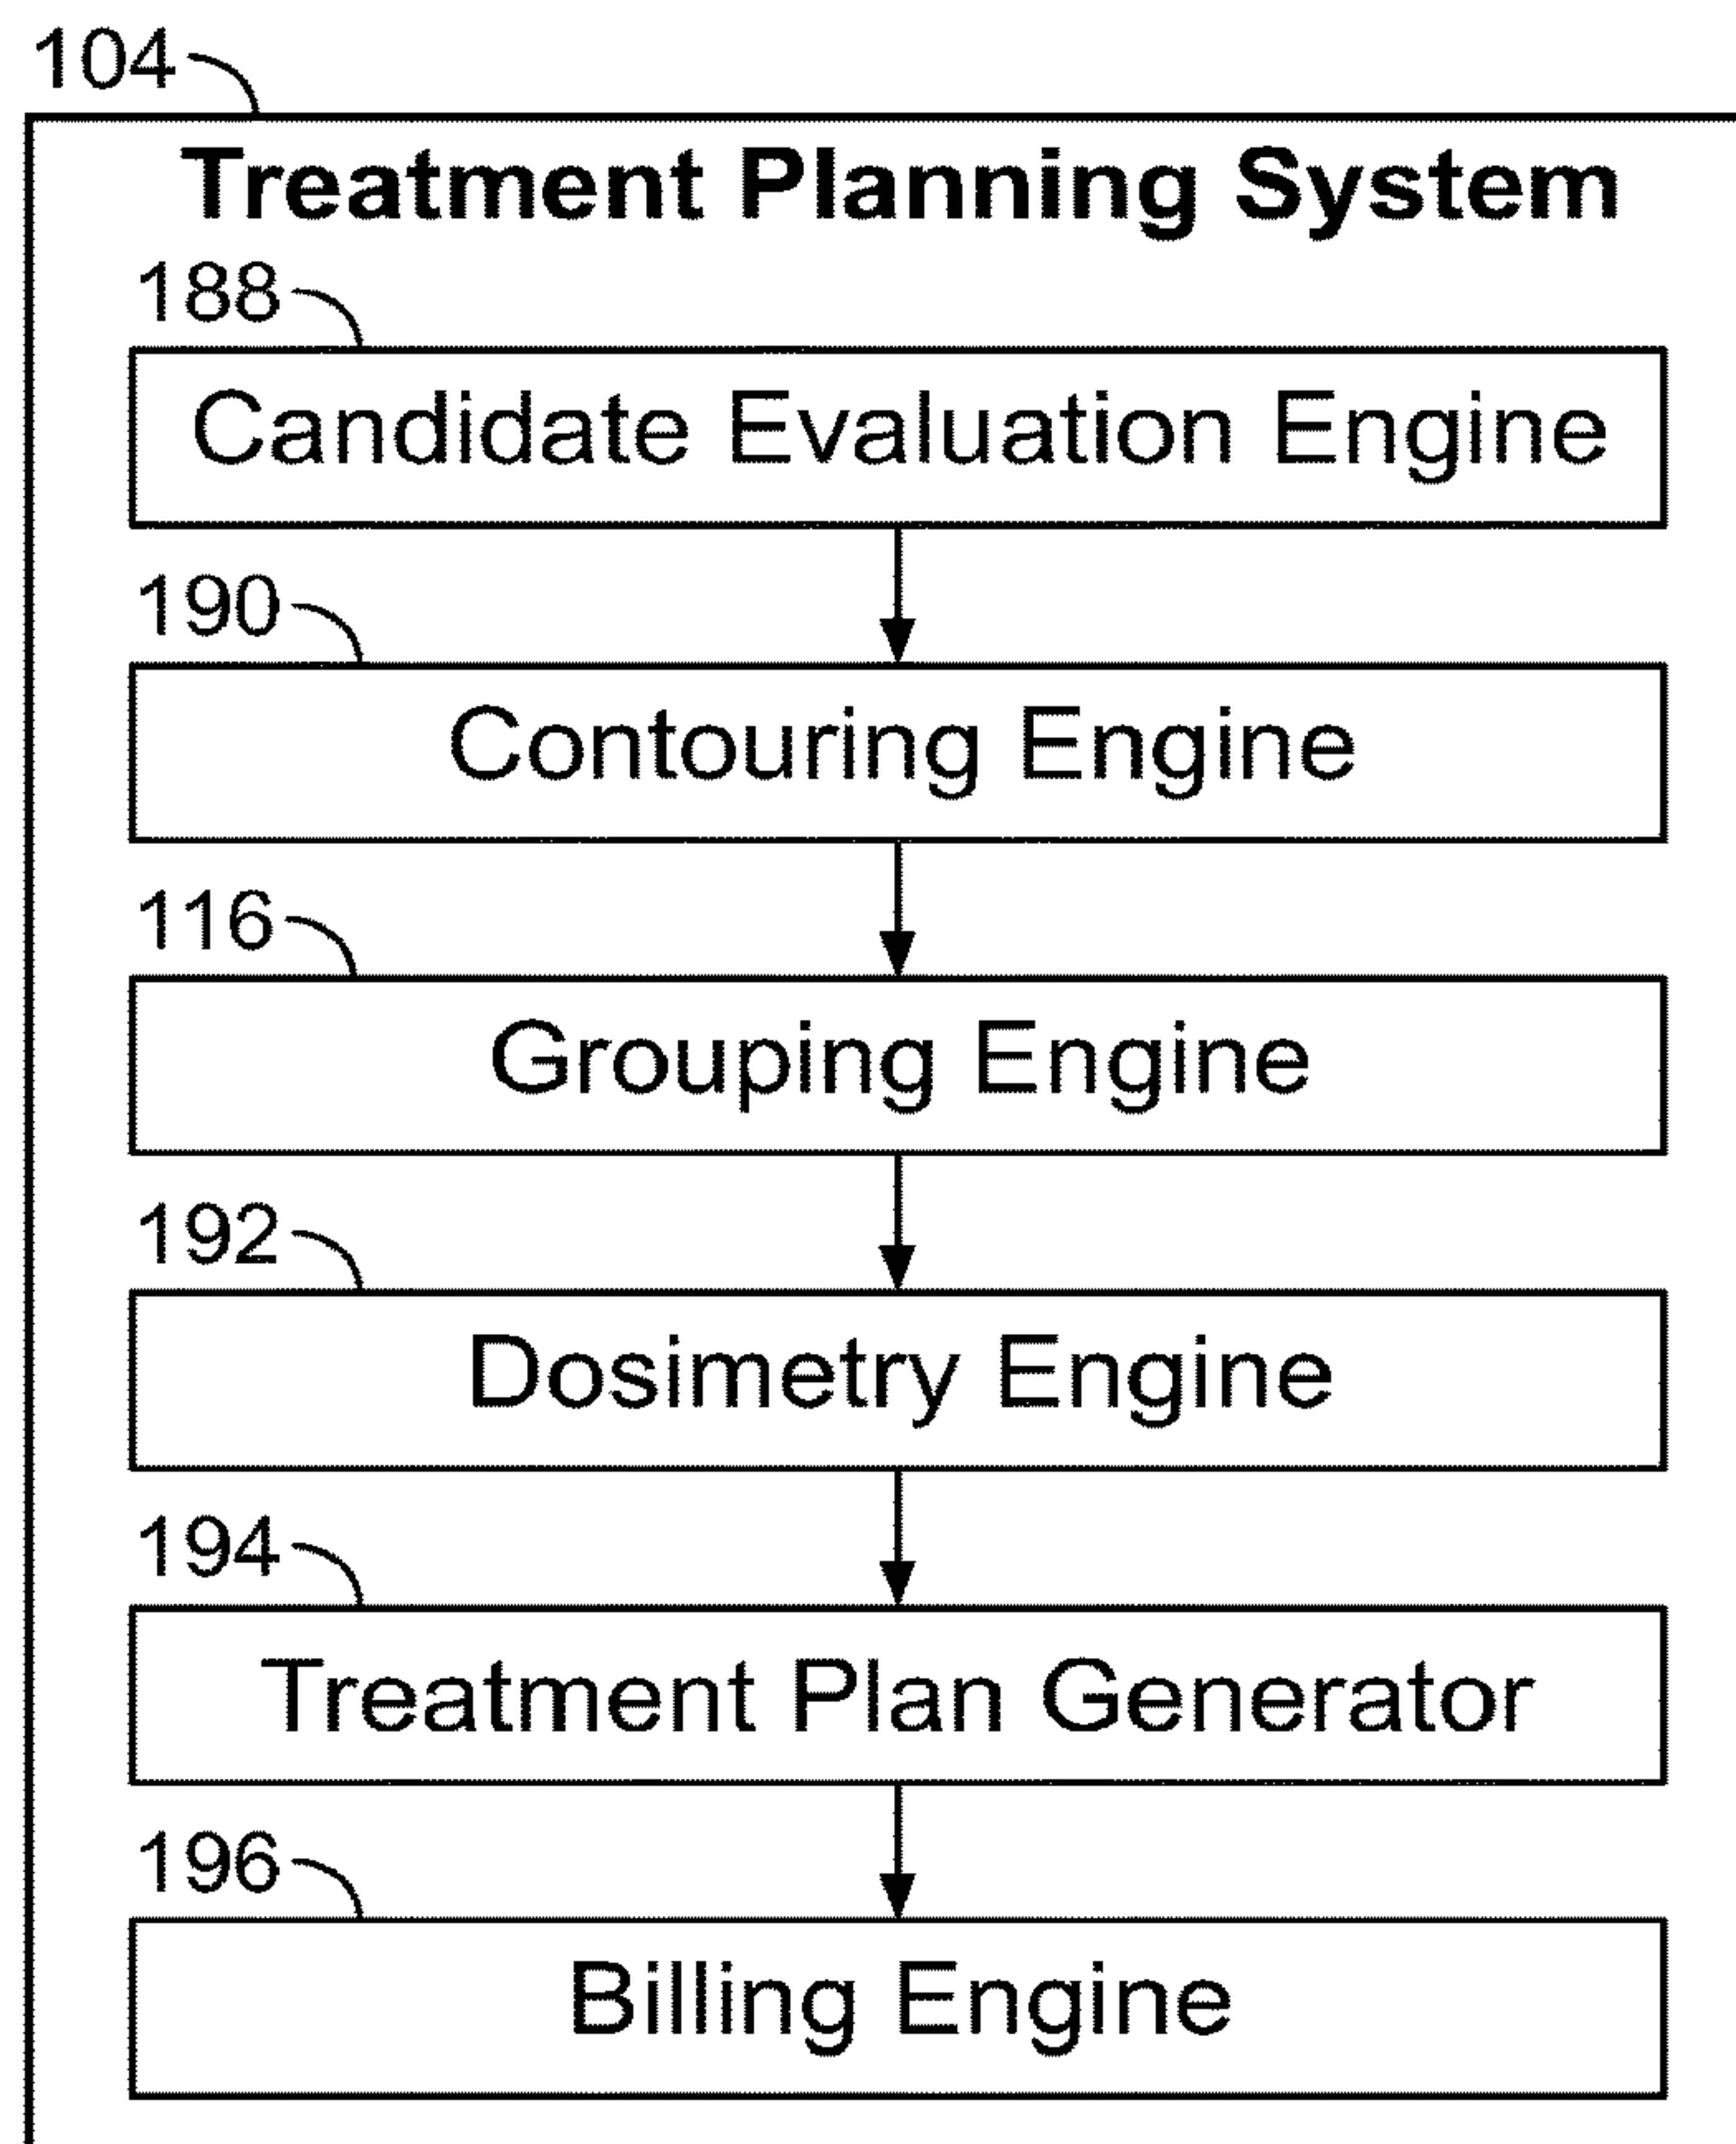 104
Treatment Planning System
188
Candidate Evaluation Engine
190
Contouring Engine
116
Grouping Engine
192
Dosimetry Engine
194
Treatment Plan Generator
196
Billing Engine